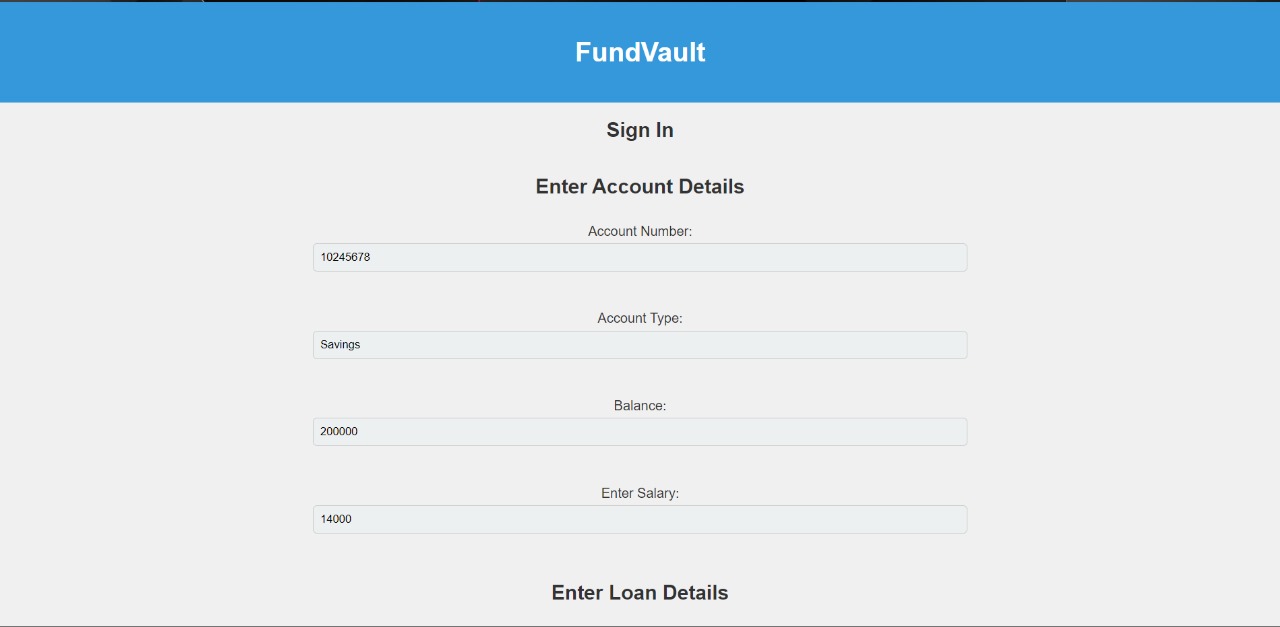 FundVault
Sign In
Enter Account Details
Account Number:
10245678
Account Type:
Savings
Balance:
200000
Enter Salary:
14000
Enter Loan Details